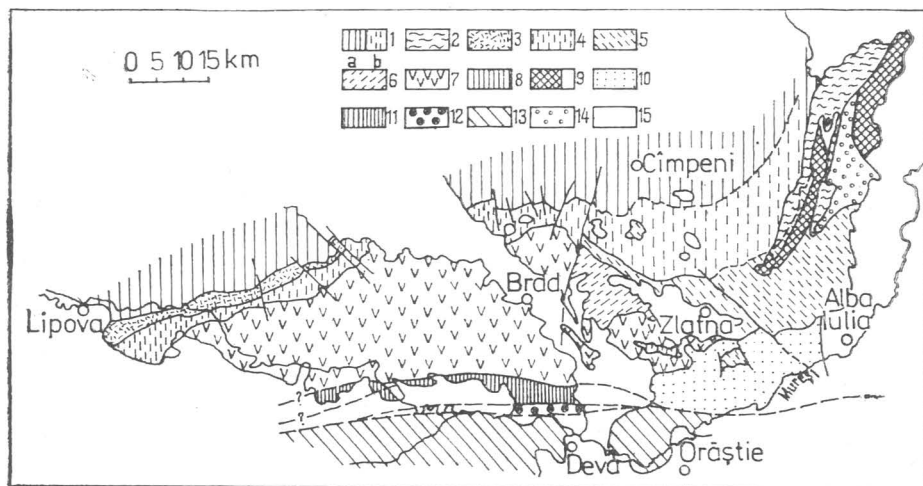 0 5 10 15 km
1 2 3 4 5
a b
6 7 8 9 10
11 12 13 14 15
Cîmpeni
Brad
Lipova
Zlatna
Alba
Iulia
Mureş
?
?
Deva
Orăştie